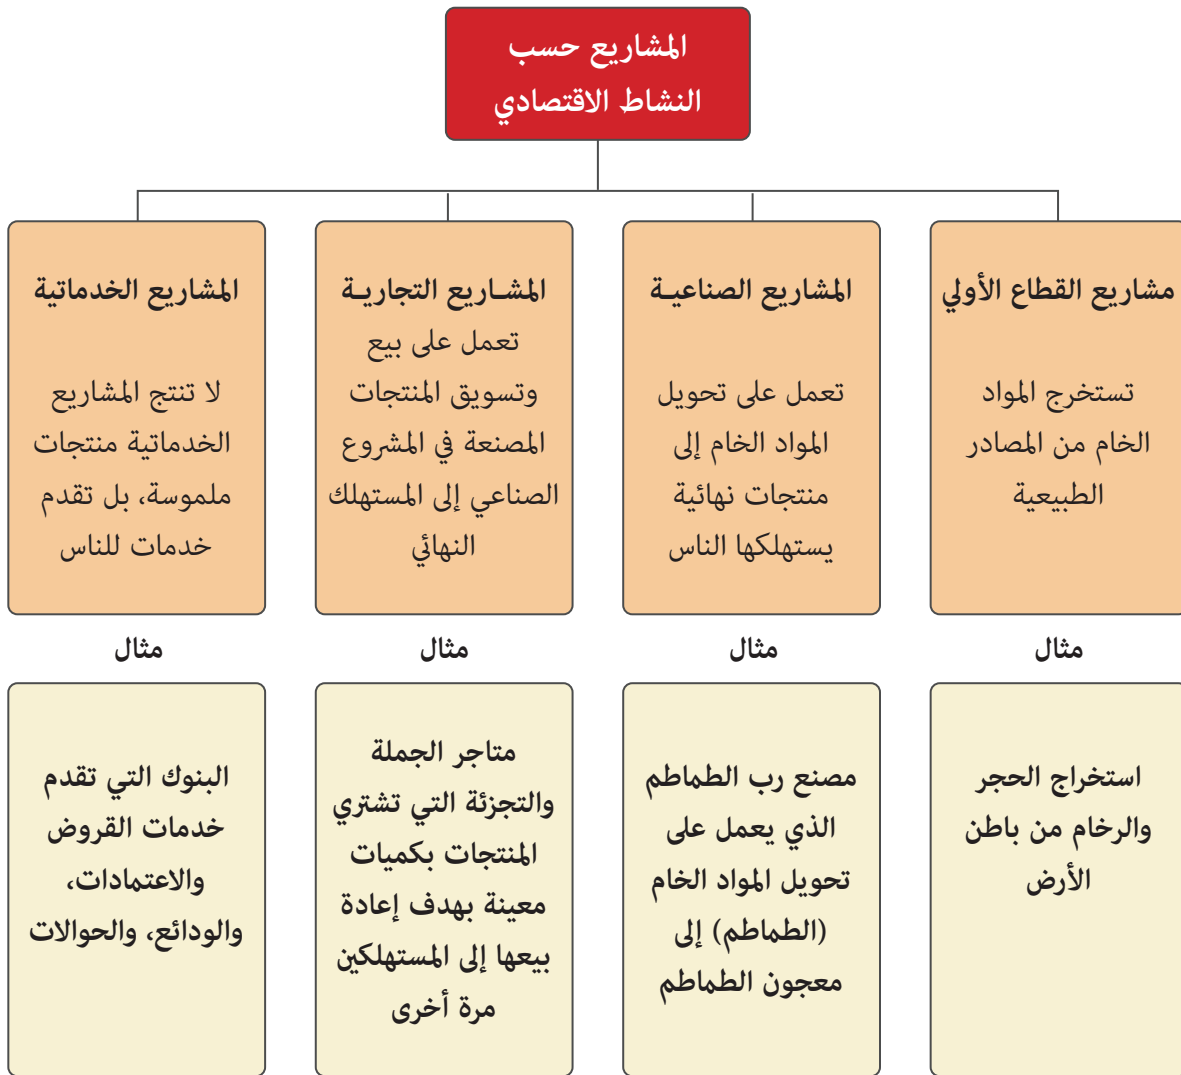 المشاريع حسب
النشاط الاقتصادي
مشاريع القطاع الأولي
تستخرج المواد
الخام من المصادر
الطبيعية
المشاريع الصناعيـة
تعمل على تحويل
المواد الخام إلى
منتجات نهائية
يستهلكها الناس
المشـاريع التجاريـة
تعمل على بيع
وتسويق المنتجات
المصنعة في المشروع
الصناعي إلى المستهلك
النهائي
المشاريع الخدماتية
لا تنتج المشاريع
الخدماتية منتجات
ملموسة، بل تقدم
خدمات للناس
مثال
مثال
مثال
مثال
استخراج الحجر
والرخام من باطن
الأرض
مصنع رب الطماطم
الذي يعمل على
تحويل المواد الخام
(الطماطم) إلى
معجون الطماطم
متاجر الجملة
والتجزئة التي تشتري
المنتجات بكميات
معينة بهدف إعادة
بيعها إلى المستهلكين
مرة أخرى
البنوك التي تقدم
خدمات القروض
والاعتمادات،
والودائع، والحوالات